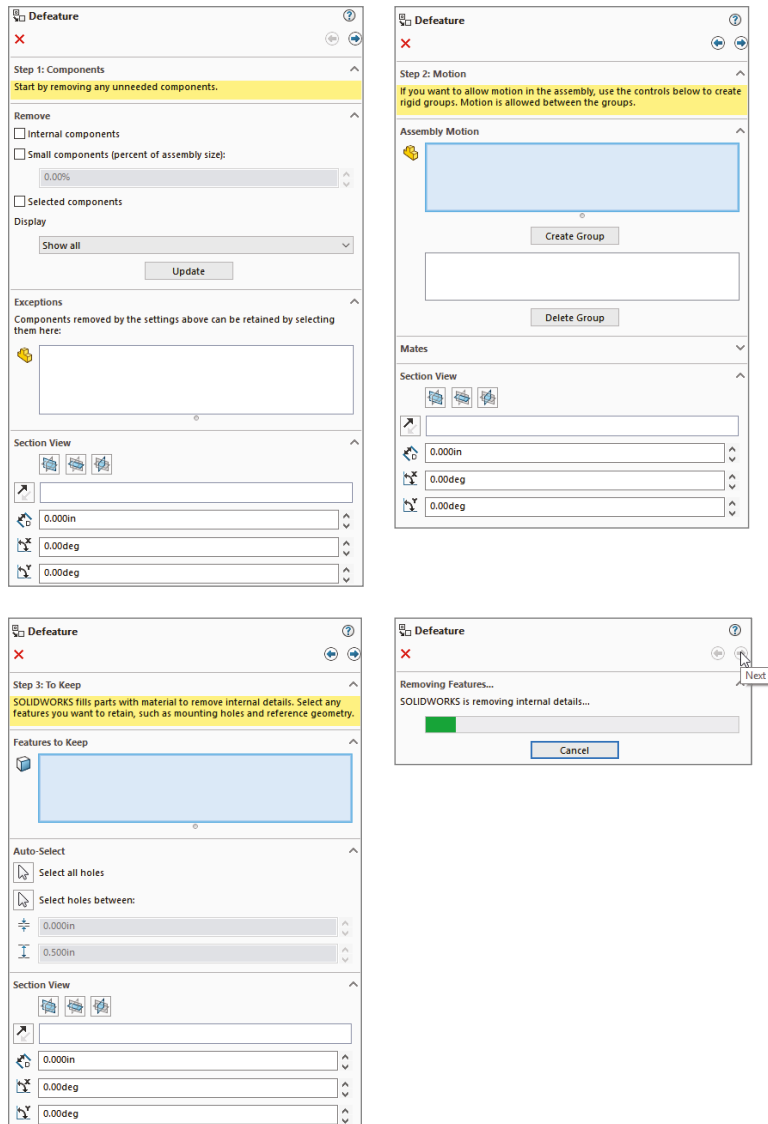 Defeature
Step 1: Components
Start by removing any unneeded components.
Remove
Internal components
Small components (percent of assembly size):
0.00%
Selected components
Display
Show all
Update
Exceptions
Components removed by the settings above can be retained by selecting
them here:
Section View
0.000in
0.00deg
0.00deg
Defeature
Step 2: Motion
If you want to allow motion in the assembly, use the controls below to create
rigid groups. Motion is allowed between the groups.
Assembly Motion
Create Group
Delete Group
Mates
Section View
0.000in
0.00deg
0.00deg
Defeature
Step 3: To Keep
SOLIDWORKS fills parts with material to remove internal details. Select any
features you want to retain, such as mounting holes and reference geometry.
Features to Keep
Auto-Select
Select all holes
Select holes between:
0.000in
0.500in
Section View
0.000in
0.00deg
0.00deg
Defeature
Next
Removing Features...
SOLIDWORKS is removing internal details...
Cancel